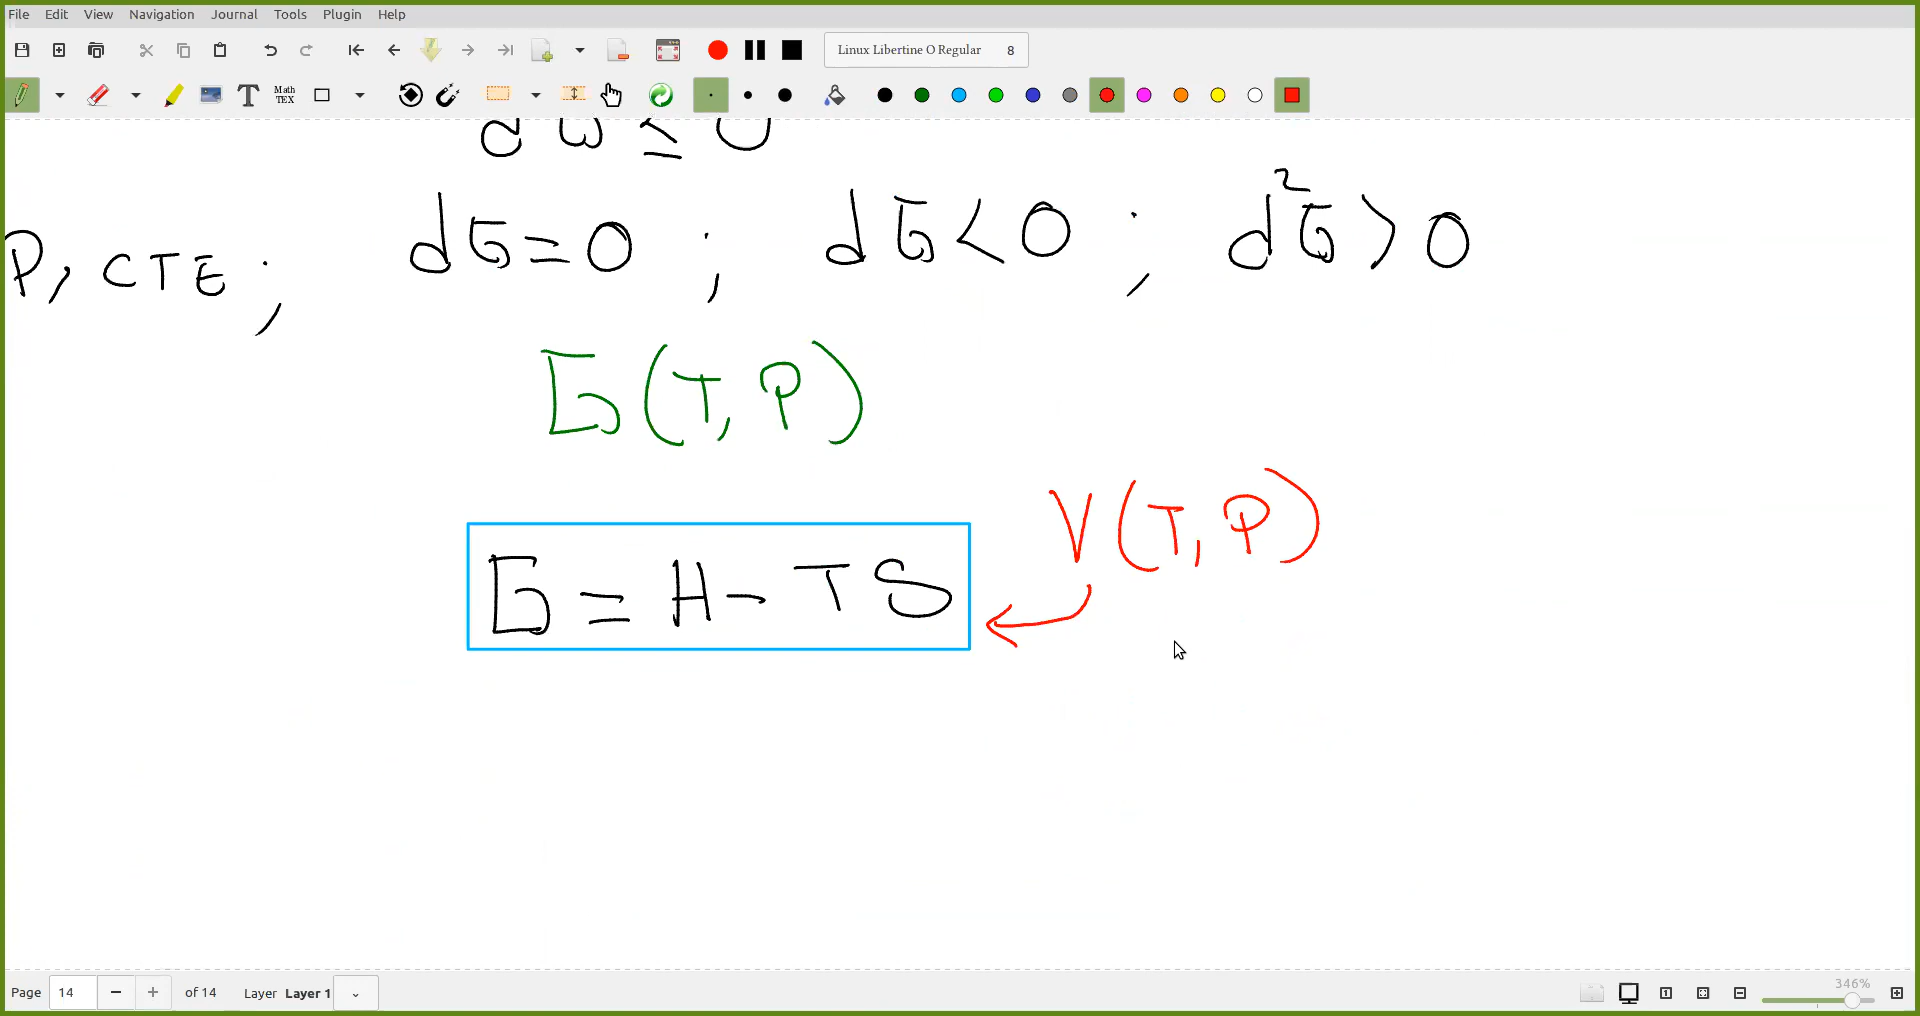 File Edit View Navigation Journal Tools Plugin Help
Linux Libertine O Regular 8
T Math TEX
dω ≤ 0
P, CTE ; dG = 0 ; dG < 0 ; d²G > 0
G(T, P)
V(T, P)
G = H - TS
346%
Page 14 - + of 14 Layer Layer 1